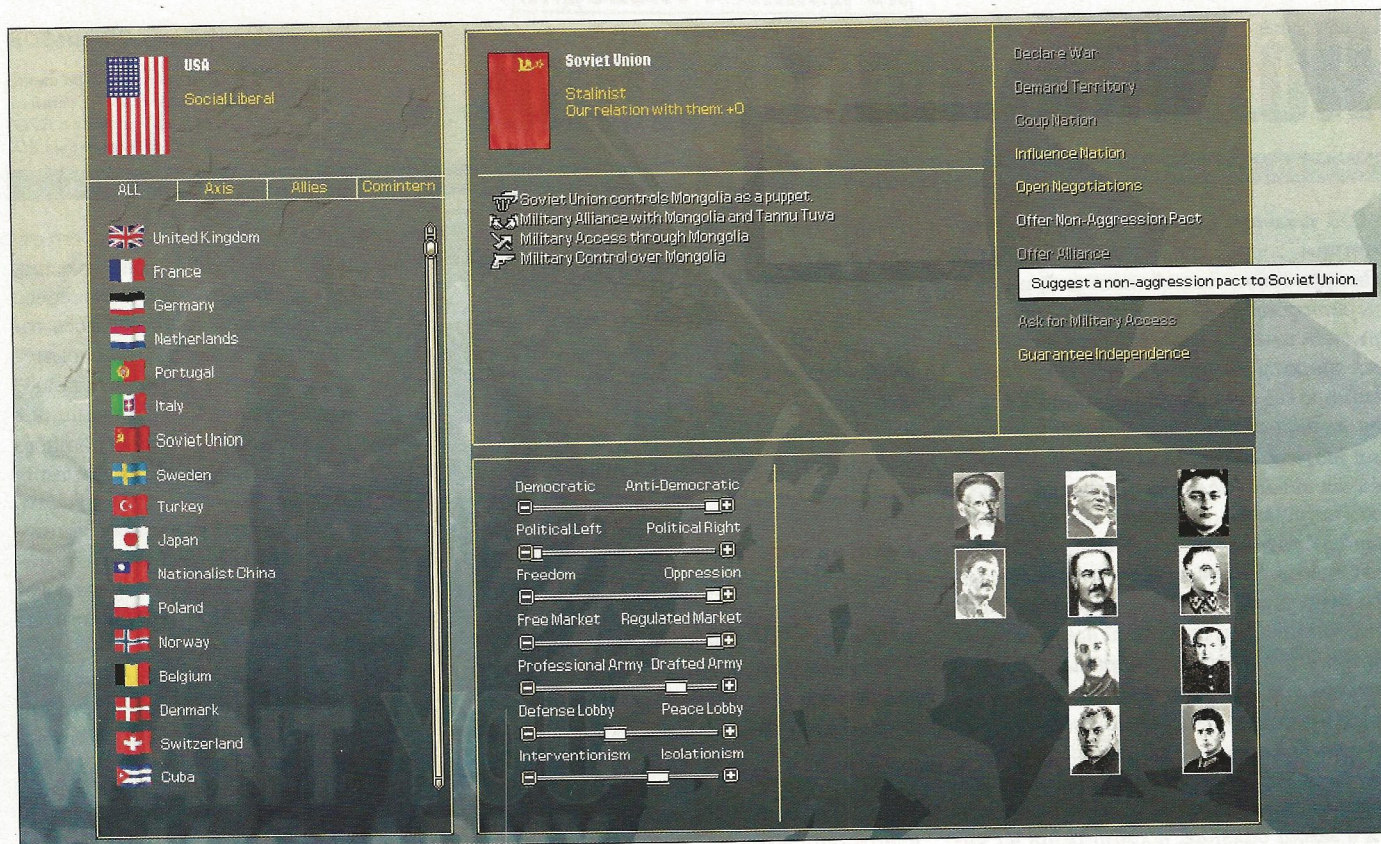 USA
Social Liberal
ALL Axis Allies Comintern
United Kingdom
France
Germany
Netherlands
Portugal
Italy
Soviet Union
Sweden
Turkey
Japan
Nationalist China
Poland
Norway
Belgium
Denmark
Switzerland
Cuba
Soviet Union
Stalinist
Our relation with them: +0
Soviet Union controls Mongolia as a puppet.
Military Alliance with Mongolia and Tannu Tuva
Military Access through Mongolia
Military Control over Mongolia
Declare War
Demand Territory
Coup Nation
Influence Nation
Open Negotiations
Offer Non-Aggression Pact
Offer Alliance
Suggest a non-aggression pact to Soviet Union.
Ask for Military Access
Guarantee Independence
Democratic Anti-Democratic
Political Left Political Right
Freedom Oppression
Free Market Regulated Market
Professional Army Drafted Army
Defense Lobby Peace Lobby
Interventionism Isolationism
WANT YOU